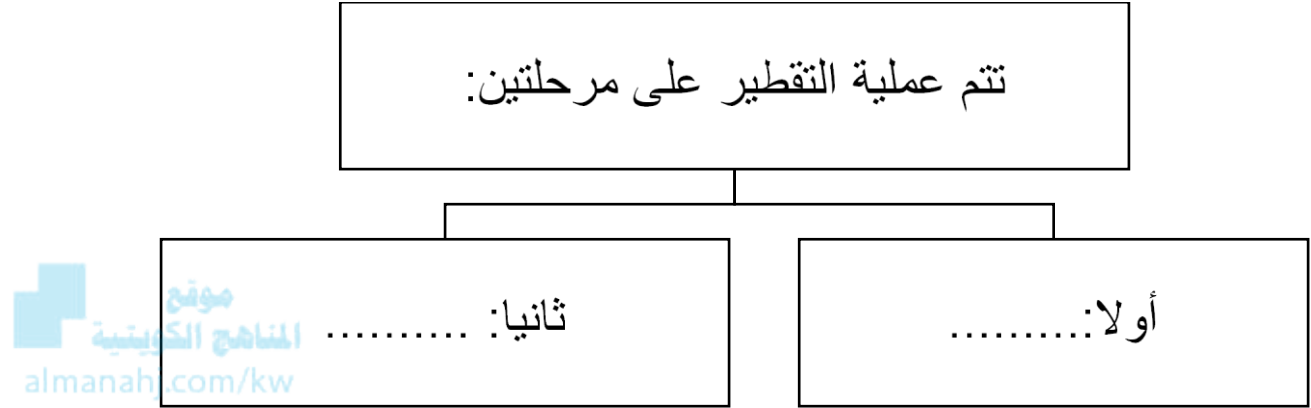 تتم عملية التقطير على مرحلتين:
أولا:..........
ثانيا: ..........
موقع
المناهج الكويتية
almanahj.com/kw